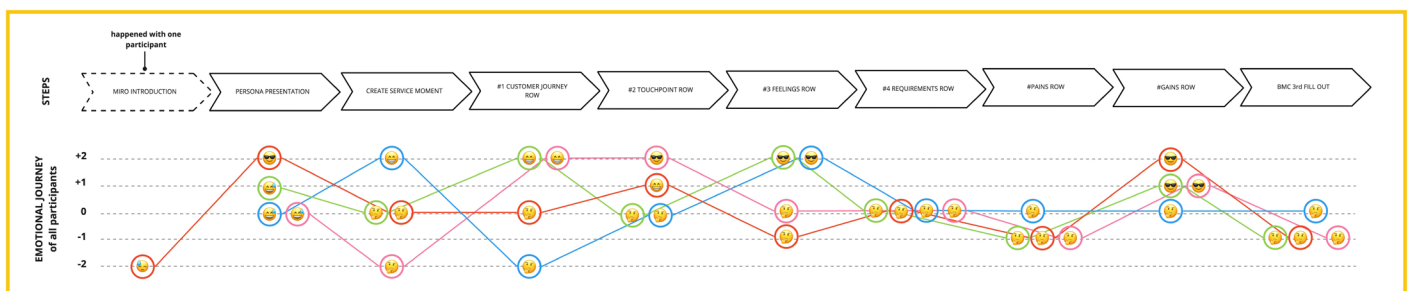 happened with one
participant
STEPS
MIRO INTRODUCTION
PERSONA PRESENTATION
CREATE SERVICE MOMENT
#1 CUSTOMER JOURNEY
ROW
#2 TOUCHPOINT ROW
#3 FEELINGS ROW
#4 REQUIREMENTS ROW
#PAINS ROW
#GAINS ROW
BMC 3rd FILL OUT
EMOTIONAL JOURNEY
of all participants
+2
+1
0
-1
-2